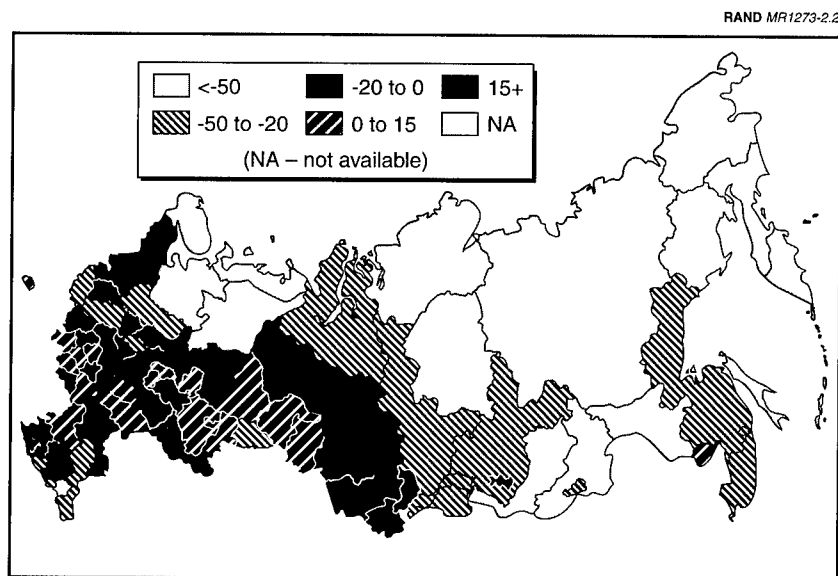 RAND MR1273-2.2
<-50 -20 to 0 15+
-50 to -20 0 to 15 NA
(NA – not available)